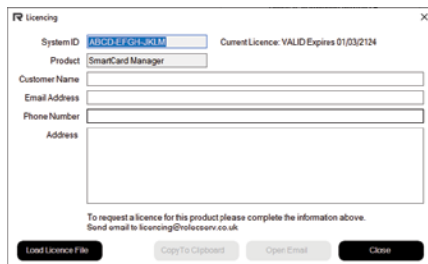 Licencing
System ID ABCD-EFGH-JKLM Current Licence: VALID Expires 01/03/2124
Product SmartCard Manager
Customer Name
Email Address
Phone Number
Address
To request a licence for this product please complete the information above.
Send email to licencing@rolecserv.co.uk
Load Licence File Copy To Clipboard Open Email Close